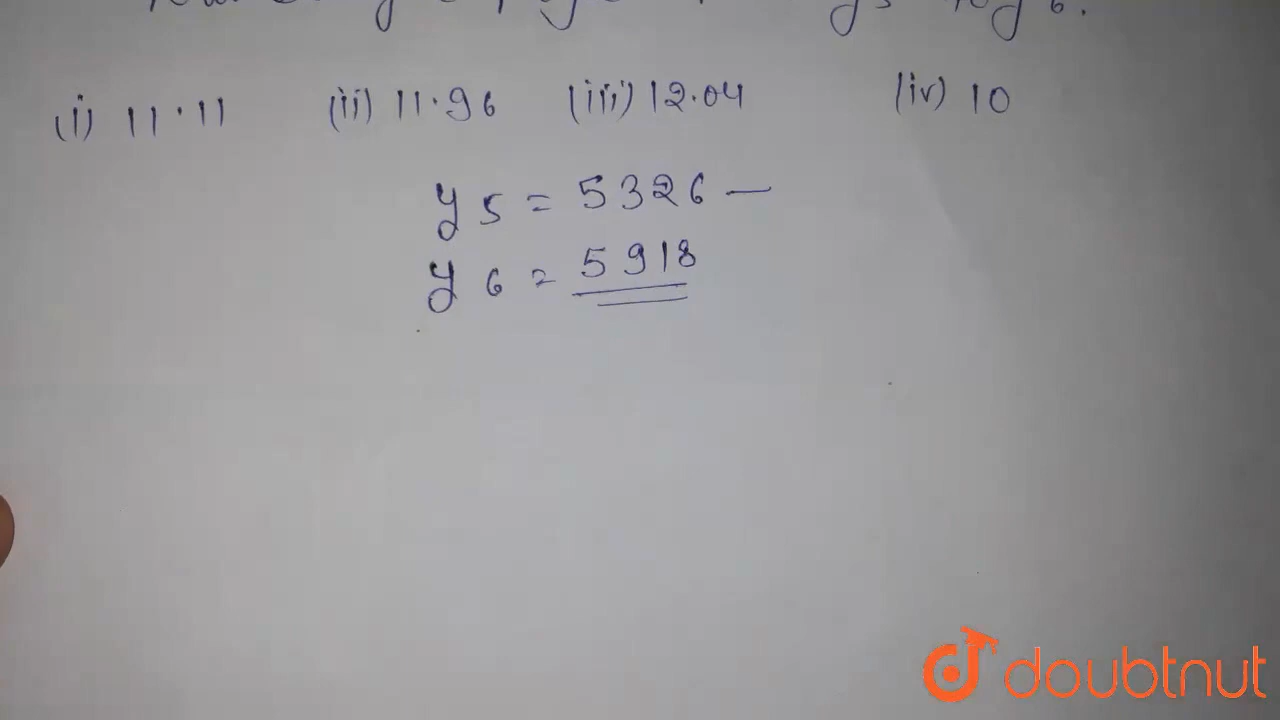 (i) 11.11 (ii) 11.96 (iii) 12.04 (iv) 10
y5 = 5326 —
y6 = 5918
doubtnut